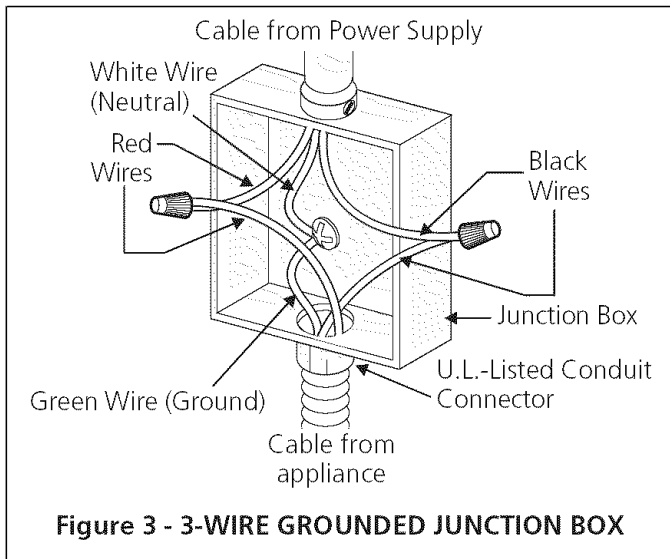 Cable from Power Supply
White Wire
(Neutral)
Red
Wires
Black
Wires
Junction Box
U.L.-Listed Conduit
Connector
Green Wire (Ground)
Cable from
appliance
Figure 3 - 3-WIRE GROUNDED JUNCTION BOX